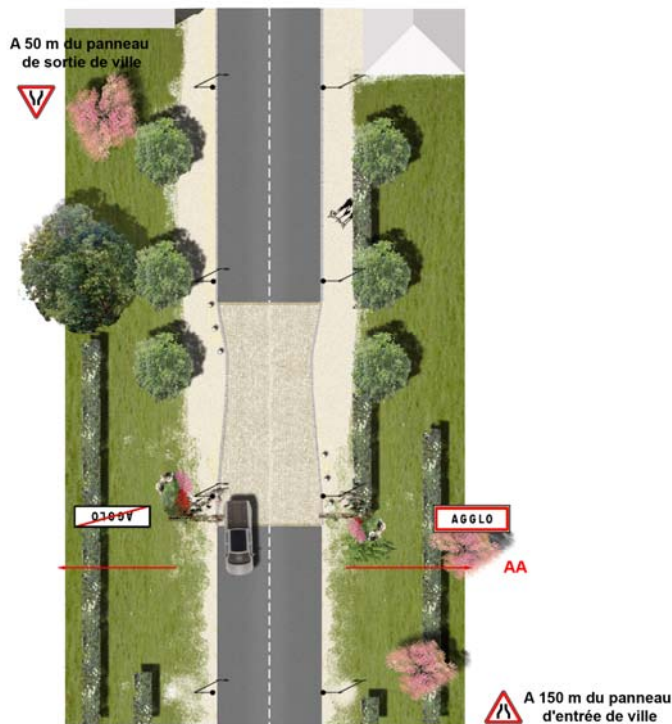 A 50 m du panneau
de sortie de ville
AGGLO
AGGLO
AA
A 150 m du panneau
d'entrée de ville